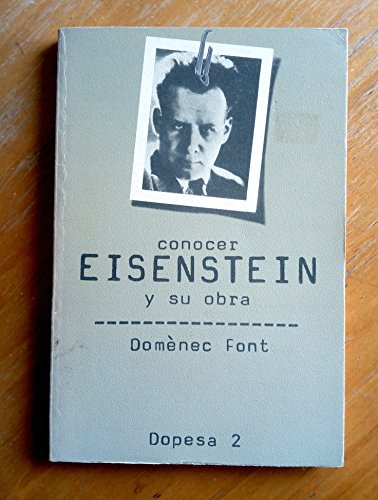 conocer
EISENSTEIN
y su obra
------------------
Domènec Font
Dopesa 2